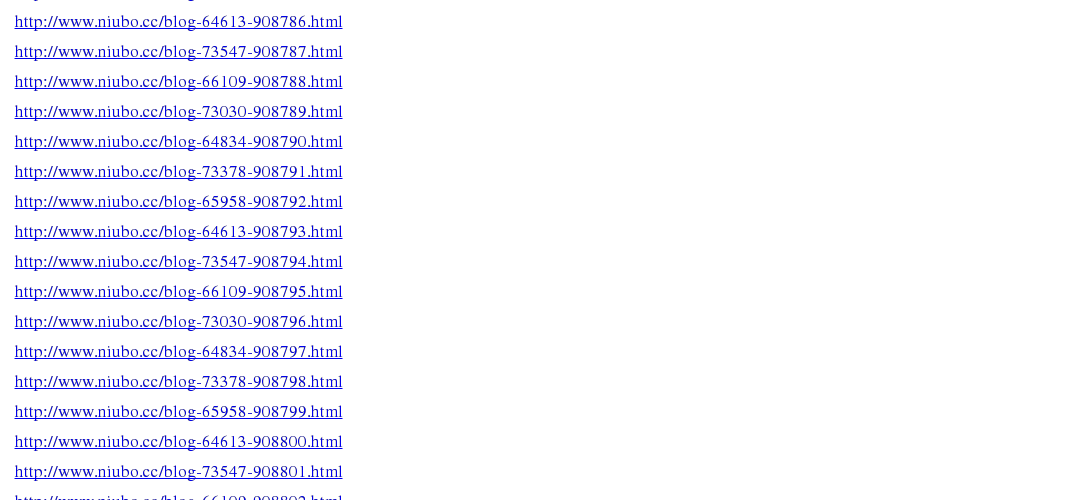 http://www.niubo.cc/blog-64613-908786.html
http://www.niubo.cc/blog-73547-908787.html
http://www.niubo.cc/blog-66109-908788.html
http://www.niubo.cc/blog-73030-908789.html
http://www.niubo.cc/blog-64834-908790.html
http://www.niubo.cc/blog-73378-908791.html
http://www.niubo.cc/blog-65958-908792.html
http://www.niubo.cc/blog-64613-908793.html
http://www.niubo.cc/blog-73547-908794.html
http://www.niubo.cc/blog-66109-908795.html
http://www.niubo.cc/blog-73030-908796.html
http://www.niubo.cc/blog-64834-908797.html
http://www.niubo.cc/blog-73378-908798.html
http://www.niubo.cc/blog-65958-908799.html
http://www.niubo.cc/blog-64613-908800.html
http://www.niubo.cc/blog-73547-908801.html